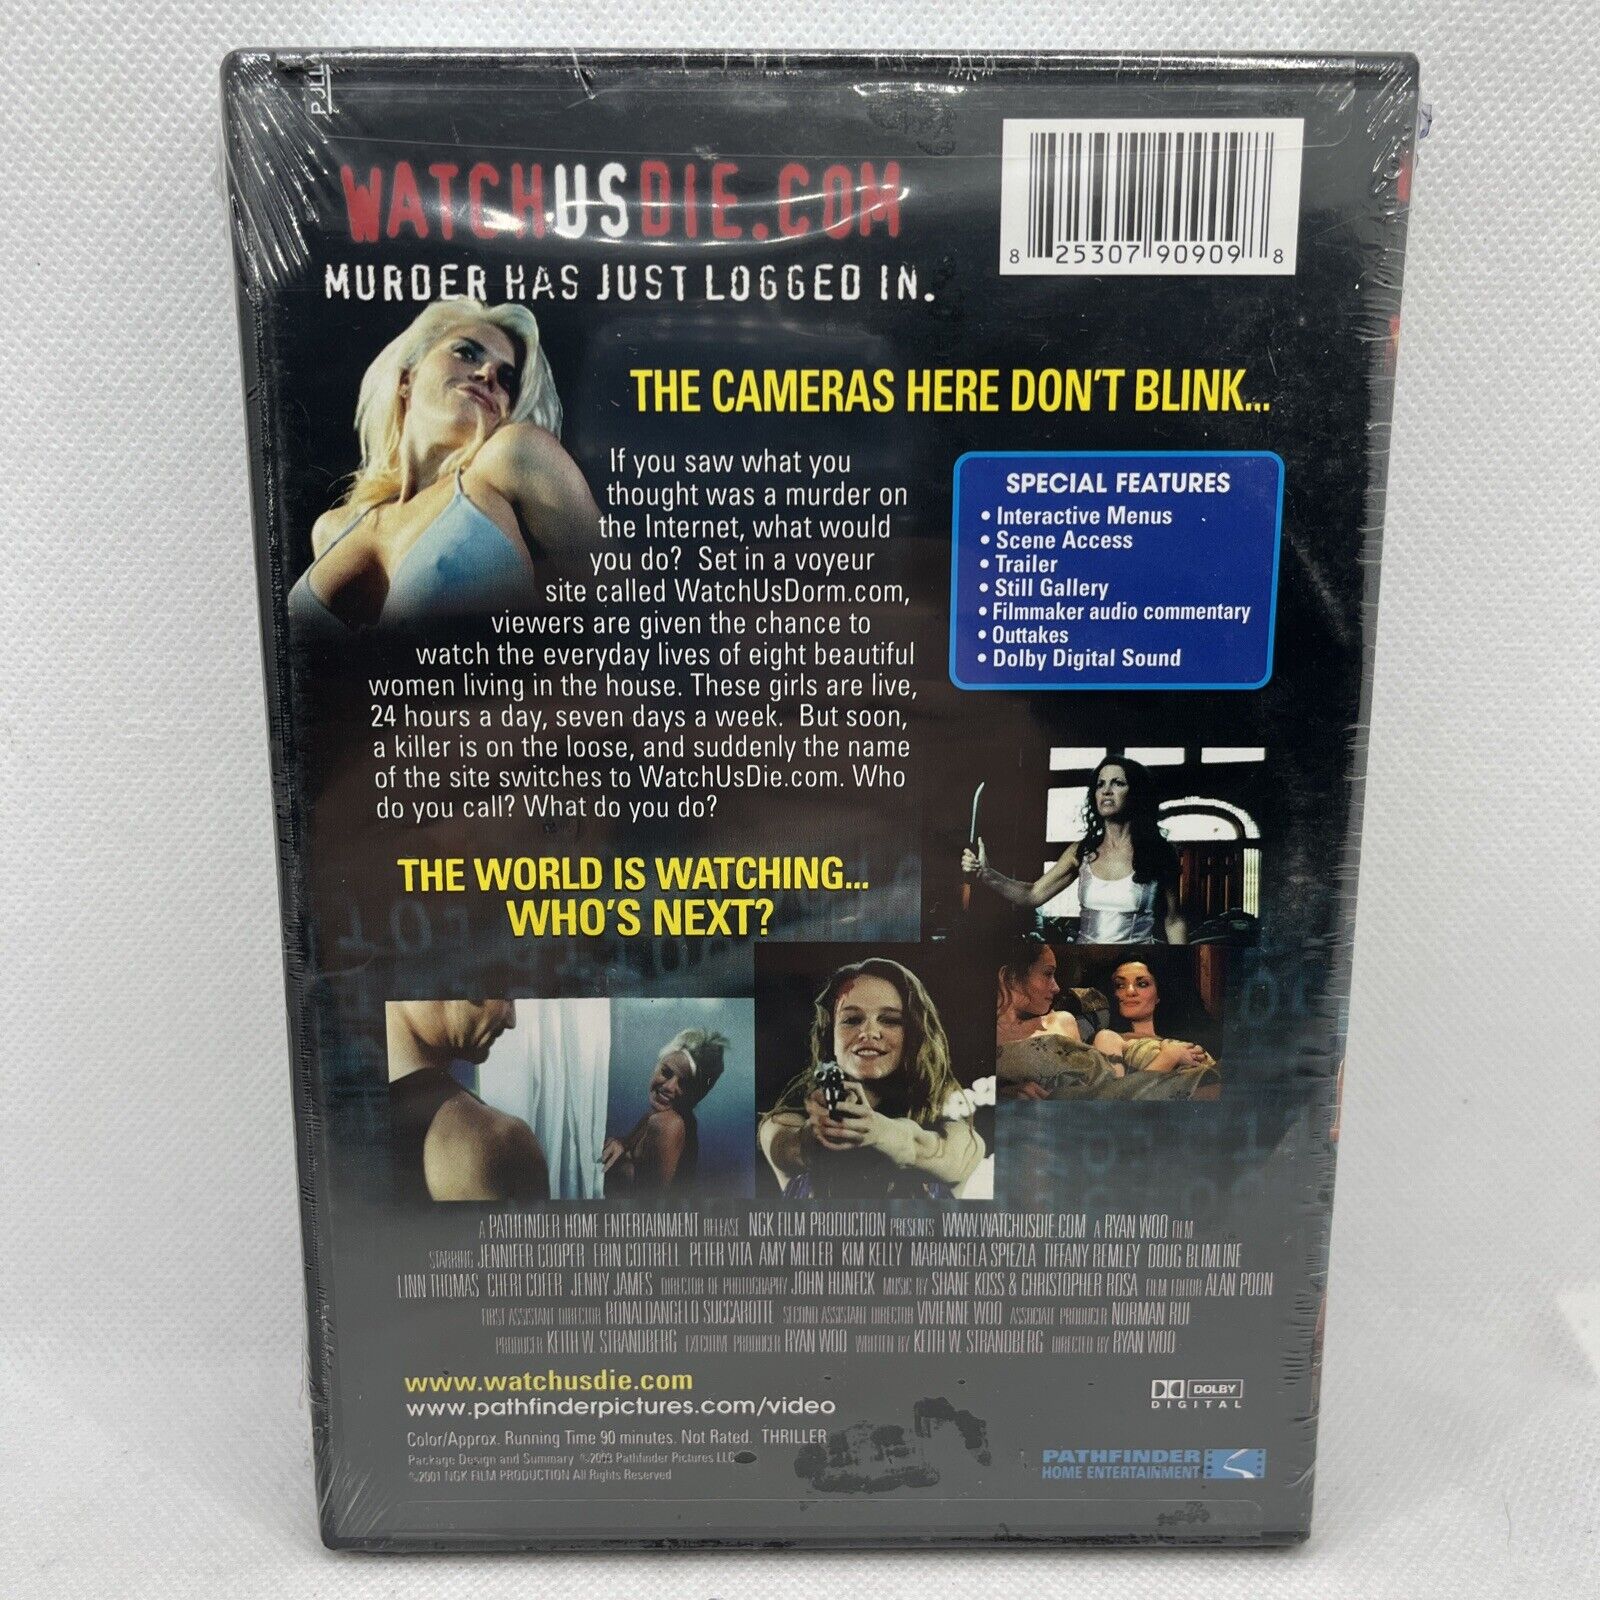 WATCHUSDIE.COM
MURDER HAS JUST LOGGED IN.
8 25307 90909 8
THE CAMERAS HERE DON'T BLINK...
If you saw what you
thought was a murder on
the Internet, what would
you do? Set in a voyeur
site called WatchUsDorm.com,
viewers are given the chance to
watch the everyday lives of eight beautiful
women living in the house. These girls are live,
24 hours a day, seven days a week. But soon,
a killer is on the loose, and suddenly the name
of the site switches to WatchUsDie.com. Who
do you call? What do you do?
SPECIAL FEATURES
• Interactive Menus
• Scene Access
• Trailer
• Still Gallery
• Filmmaker audio commentary
• Outtakes
• Dolby Digital Sound
THE WORLD IS WATCHING...
WHO'S NEXT?
A PATHFINDER HOME ENTERTAINMENT RELEASE NGK FILM PRODUCTION PRESENTS WWW.WATCHUSDIE.COM A RYAN WOO FILM
STARRING JENNIFER COOPER ERIN COTTRELL PETER VITA AMY MILLER KIM KELLY MARIANGELA SPIEZLA TIFFANY REMLEY DOUG BLIMLINE
LINN THOMAS CHERI COFER JENNY JAMES DIRECTOR OF PHOTOGRAPHY JOHN HUNECK MUSIC BY SHANE KOSS & CHRISTOPHER ROSA FILM EDITOR ALAN POON
FIRST ASSISTANT DIRECTOR RONALDANGELO SUCCAROTTE SECOND ASSISTANT DIRECTOR VIVIENNE WOO ASSOCIATE PRODUCER NORMAN RUI
PRODUCER KEITH W. STRANDBERG EXECUTIVE PRODUCER RYAN WOO WRITTEN BY KEITH W. STRANDBERG DIRECTED BY RYAN WOO
www.watchusdie.com
www.pathfinderpictures.com/video
DOLBY
DIGITAL
Color/Approx. Running Time 90 minutes. Not Rated. THRILLER
Package Design and Summary ©2003 Pathfinder Pictures LLC
©2001 NGK FILM PRODUCTION All Rights Reserved
PATHFINDER
HOME ENTERTAINMENT